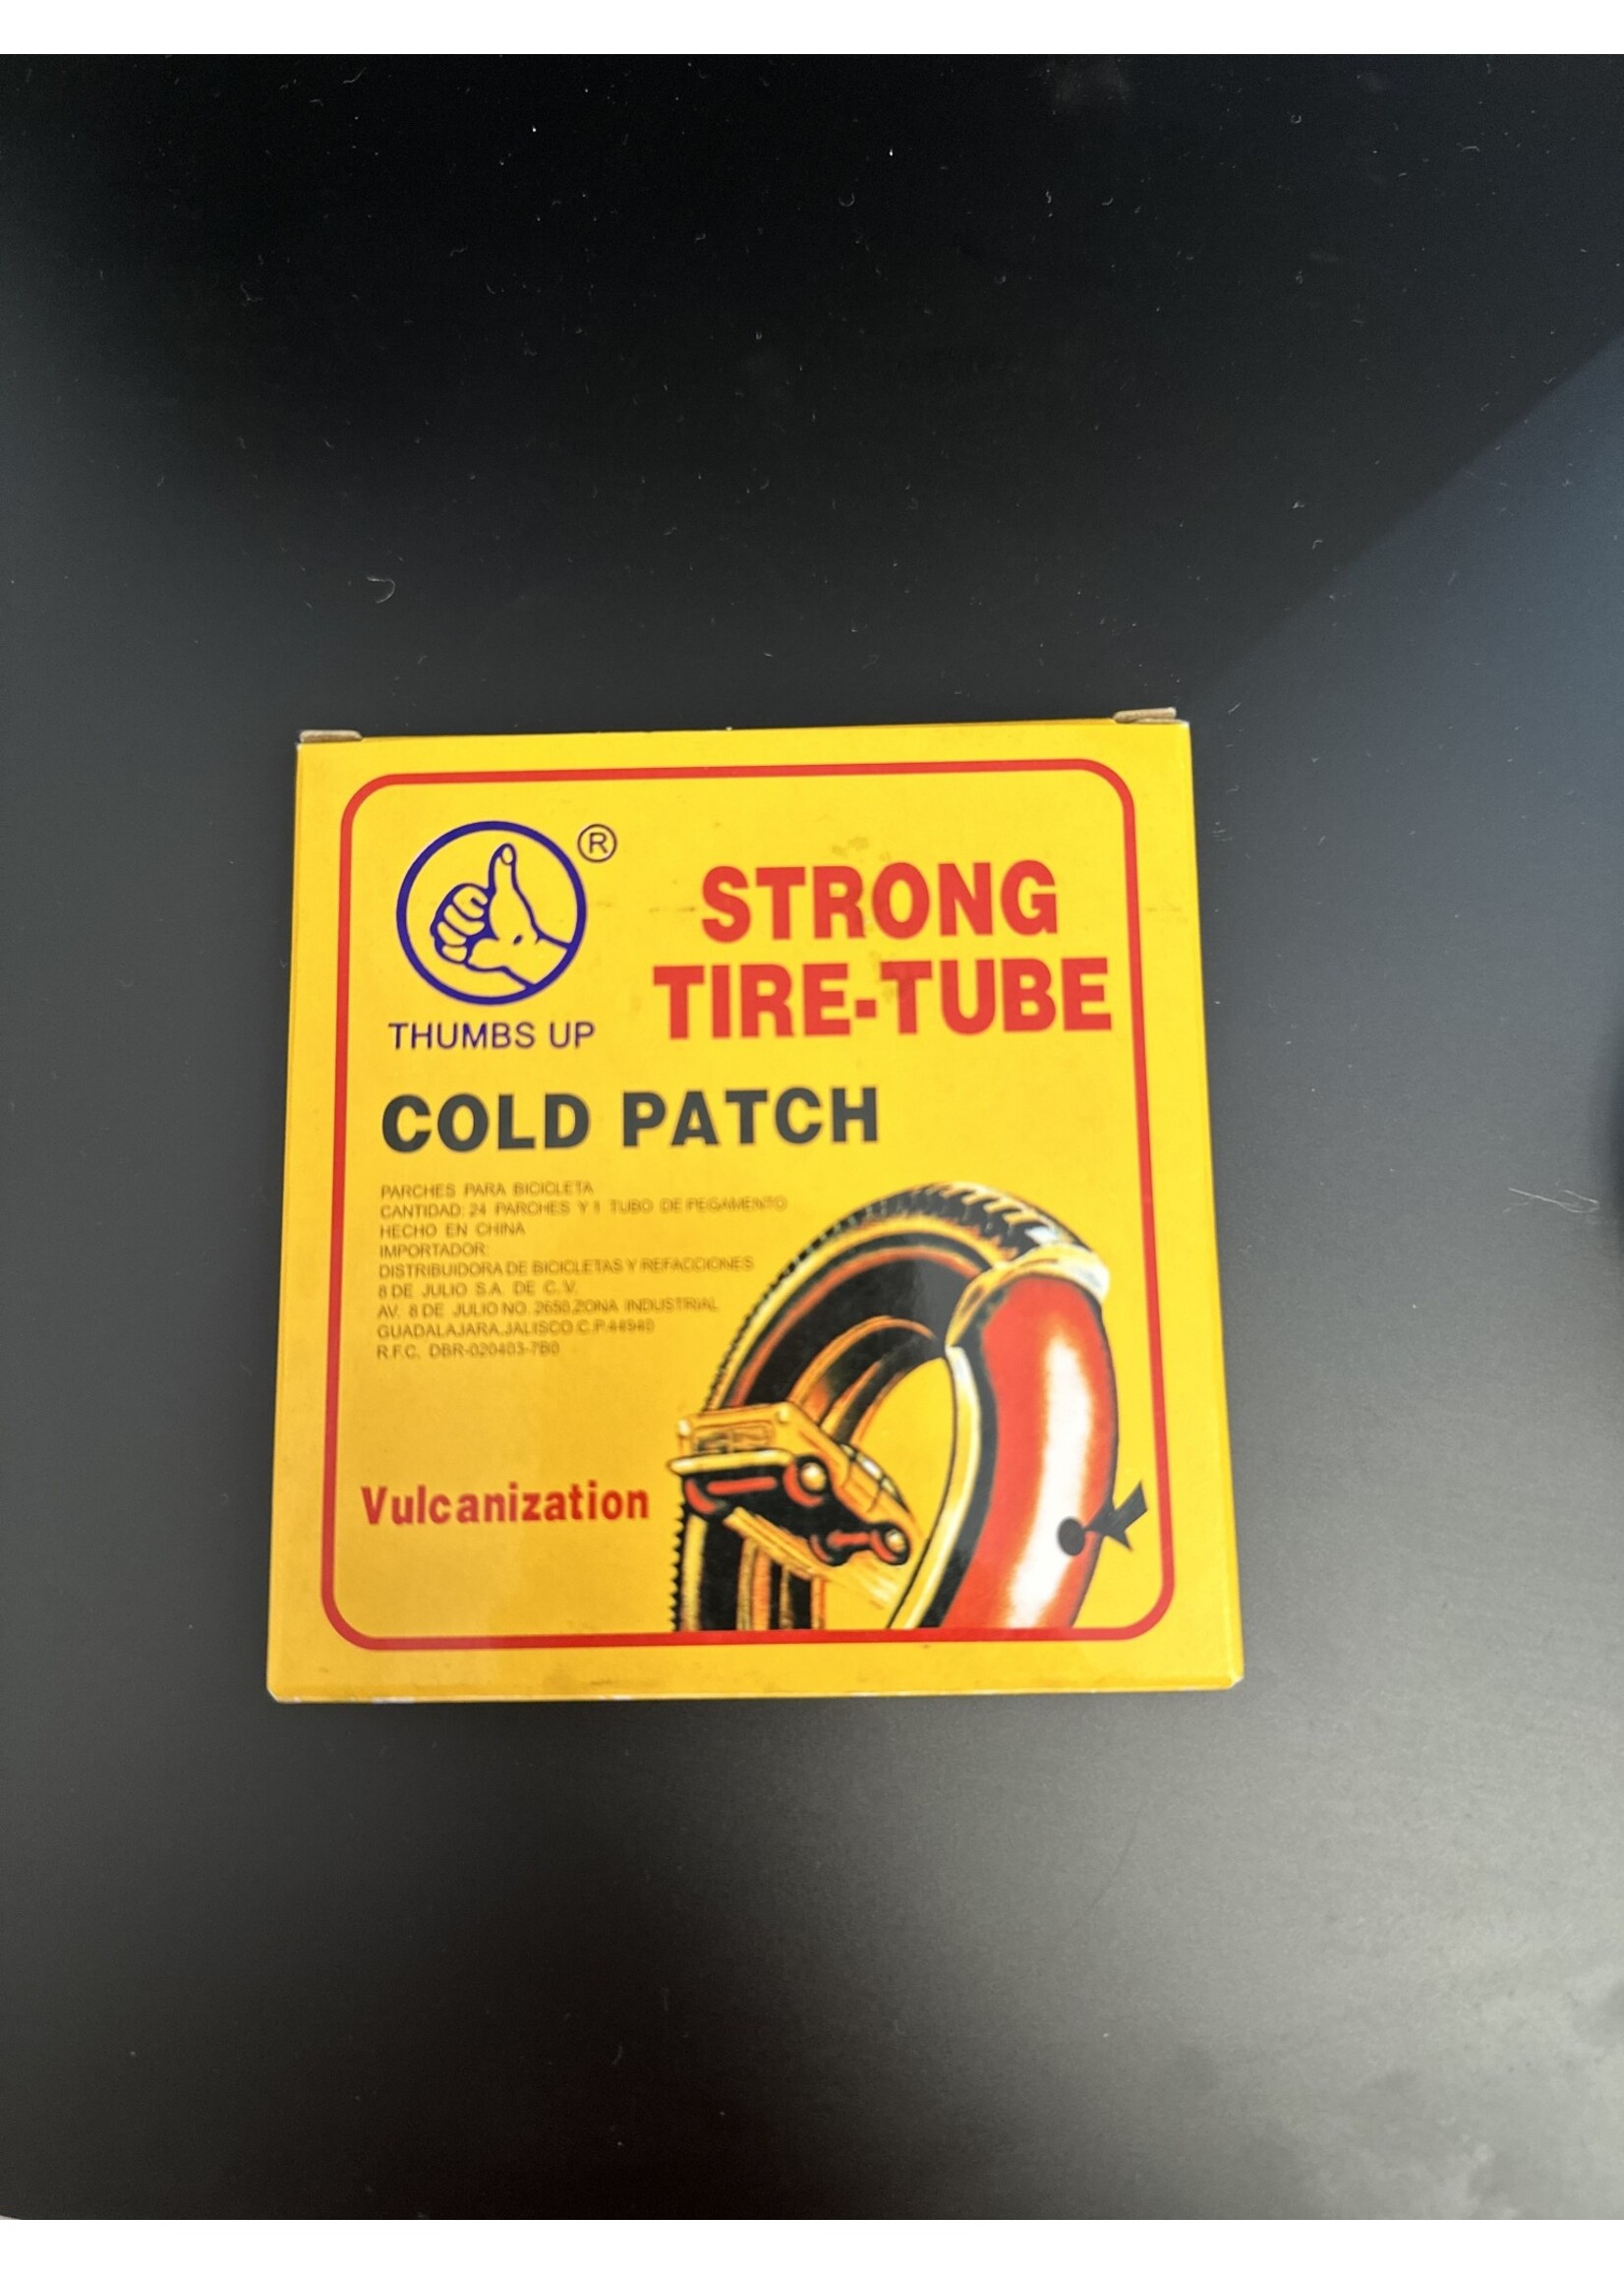 ®
THUMBS UP
STRONG
TIRE-TUBE
COLD PATCH
PARCHES PARA BICICLETA
CANTIDAD: 24 PARCHES Y 1 TUBO DE PEGAMENTO
HECHO EN CHINA
IMPORTADOR:
DISTRIBUIDORA DE BICICLETAS Y REFACCIONES
8 DE JULIO S.A. DE C.V.
AV. 8 DE JULIO NO. 2650,ZONA INDUSTRIAL
GUADALAJARA,JALISCO C.P.44940
R.F.C. DBR-020403-7B0
Vulcanization